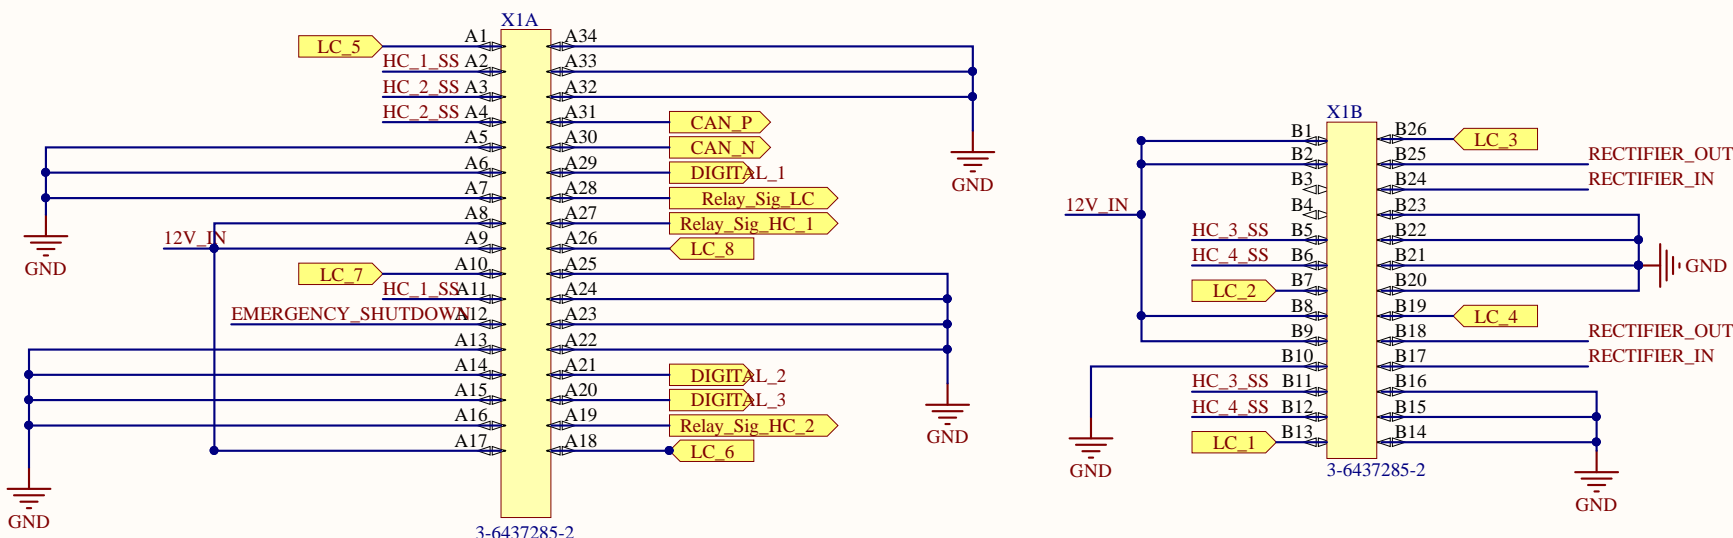 X1A
LC_5 A1 A34
HC_1_SS A2 A33
HC_2_SS A3 A32
HC_2_SS A4 A31 CAN_P
A5 A30 CAN_N
A6 A29 DIGITAL_1
A7 A28 Relay_Sig_LC
A8 A27 Relay_Sig_HC_1
12V_IN A9 A26 LC_8
LC_7 A10 A25
HC_1_SS A11 A24
EMERGENCY_SHUTDOWN A12 A23
A13 A22
A14 A21 DIGITAL_2
A15 A20 DIGITAL_3
A16 A19 Relay_Sig_HC_2
A17 A18 LC_6
GND
GND
GND
GND
3-6437285-2
X1B
B1 B26 LC_3
B2 B25 RECTIFIER_OUT
B3 B24 RECTIFIER_IN
12V_IN B4 B23
HC_3_SS B5 B22
HC_4_SS B6 B21 GND
LC_2 B7 B20
B8 B19 LC_4
B9 B18 RECTIFIER_OUT
B10 B17 RECTIFIER_IN
HC_3_SS B11 B16
HC_4_SS B12 B15
LC_1 B13 B14
GND
3-6437285-2
GND